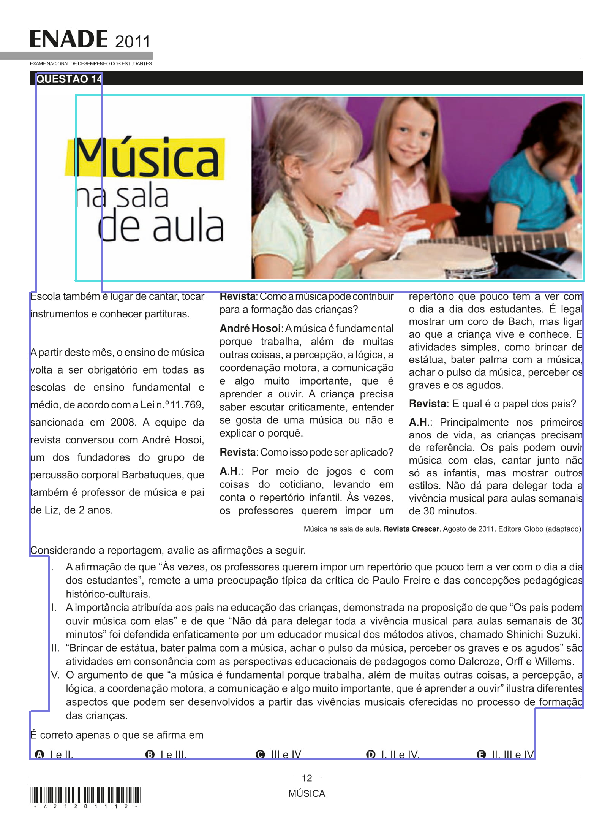 ENADE 2011
EXAME NACIONAL DE DESEMPENHO DOS ESTUDANTES
QUESTÃO 14
Música
na sala
de aula
Escola também é lugar de cantar, tocar
instrumentos e conhecer partituras.
A partir deste mês, o ensino de música
volta a ser obrigatório em todas as
escolas de ensino fundamental e
médio, de acordo com a Lei n.º 11.769,
sancionada em 2008. A equipe da
revista conversou com André Hosoi,
um dos fundadores do grupo de
percussão corporal Barbatuques, que
também é professor de música e pai
de Liz, de 2 anos.
Revista: Como a música pode contribuir
para a formação das crianças?
André Hosoi: A música é fundamental
porque trabalha, além de muitas
outras coisas, a percepção, a lógica, a
coordenação motora, a comunicação
e algo muito importante, que é
aprender a ouvir. A criança precisa
saber escutar criticamente, entender
se gosta de uma música ou não e
explicar o porquê.
Revista: Como isso pode ser aplicado?
A.H.: Por meio de jogos e com
coisas do cotidiano, levando em
conta o repertório infantil. Às vezes,
os professores querem impor um
repertório que pouco tem a ver com
o dia a dia dos estudantes. É legal
mostrar um coro de Bach, mas ligar
ao que a criança vive e conhece. E
atividades simples, como brincar de
estátua, bater palma com a música,
achar o pulso da música, perceber os
graves e os agudos.
Revista: E qual é o papel dos pais?
A.H.: Principalmente nos primeiros
anos de vida, as crianças precisam
de referência. Os pais podem ouvir
música com elas, cantar junto não
só as infantis, mas mostrar outros
estilos. Não dá para delegar toda a
vivência musical para aulas semanais
de 30 minutos.
Música na sala de aula. Revista Crescer. Agosto de 2011. Editora Globo (adaptado).
Considerando a reportagem, avalie as afirmações a seguir.
I. A afirmação de que “Às vezes, os professores querem impor um repertório que pouco tem a ver com o dia a dia
dos estudantes”, remete a uma preocupação típica da crítica de Paulo Freire e das concepções pedagógicas
histórico-culturais.
I. A importância atribuída aos pais na educação das crianças, demonstrada na proposição de que “Os pais podem
ouvir música com elas” e de que “Não dá para delegar toda a vivência musical para aulas semanais de 30
minutos” foi defendida enfaticamente por um educador musical dos métodos ativos, chamado Shinichi Suzuki.
II. “Brincar de estátua, bater palma com a música, achar o pulso da música, perceber os graves e os agudos” são
atividades em consonância com as perspectivas educacionais de pedagogos como Dalcroze, Orff e Willems.
V. O argumento de que “a música é fundamental porque trabalha, além de muitas outras coisas, a percepção, a
lógica, a coordenação motora, a comunicação e algo muito importante, que é aprender a ouvir” ilustra diferentes
aspectos que podem ser desenvolvidos a partir das vivências musicais oferecidas no processo de formação
das crianças.
É correto apenas o que se afirma em
A I e II. B I e III. C III e IV. D I, II e IV. E II, III e IV.
12
MÚSICA